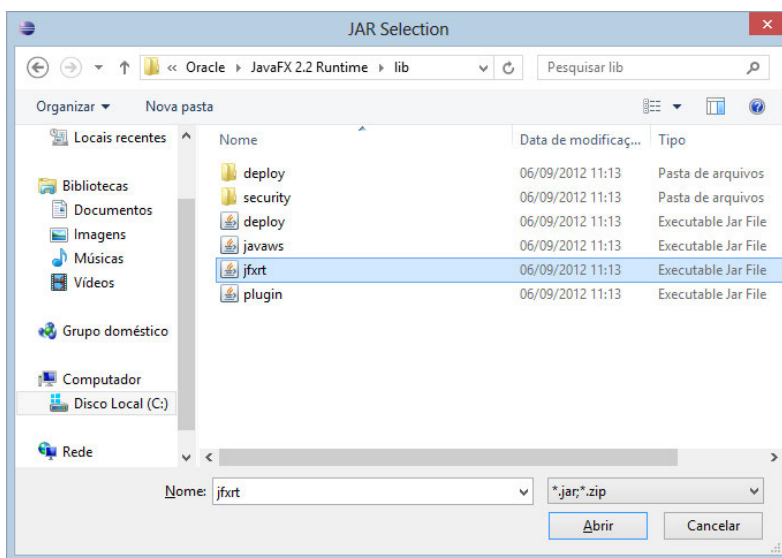 JAR Selection
« Oracle JavaFX 2.2 Runtime lib
Pesquisar lib
Organizar Nova pasta
Locais recentes
Bibliotecas
Documentos
Imagens
Músicas
Vídeos
Grupo doméstico
Computador
Disco Local (C:)
Rede
Nome Data de modificaç... Tipo
deploy 06/09/2012 11:13 Pasta de arquivos
security 06/09/2012 11:13 Pasta de arquivos
deploy 06/09/2012 11:13 Executable Jar File
javaws 06/09/2012 11:13 Executable Jar File
jfxrt 06/09/2012 11:13 Executable Jar File
plugin 06/09/2012 11:13 Executable Jar File
Nome: jfxrt *.jar;*.zip
Abrir Cancelar